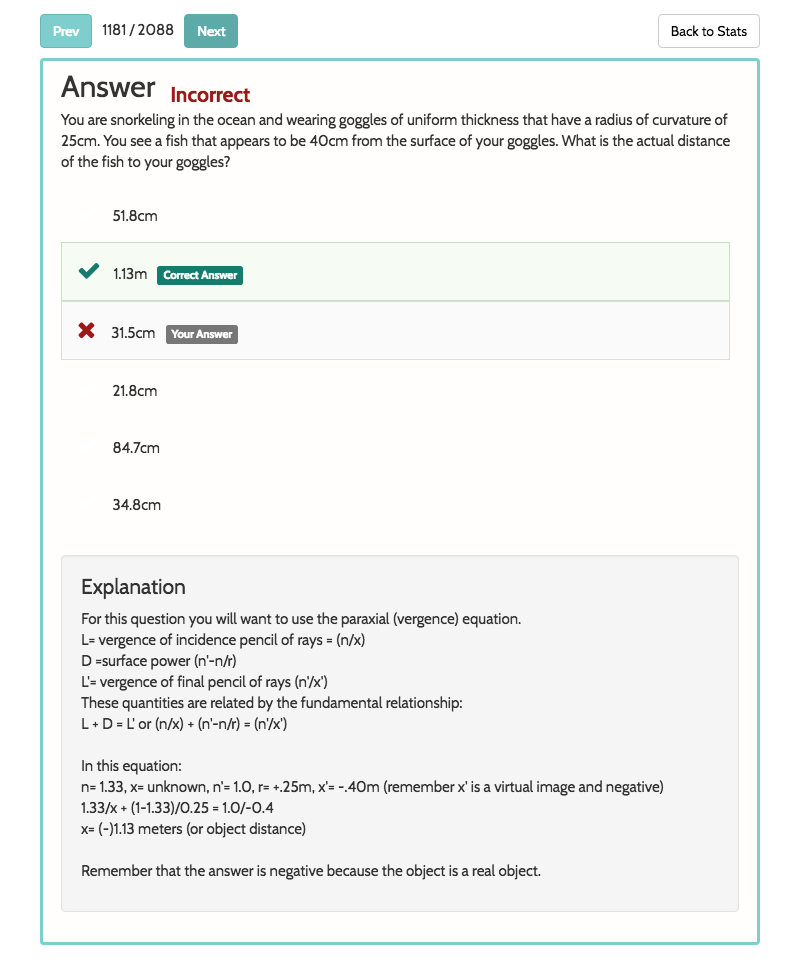 Prev 1181 / 2088 Next Back to Stats
Answer Incorrect
You are snorkeling in the ocean and wearing goggles of uniform thickness that have a radius of curvature of
25cm. You see a fish that appears to be 40cm from the surface of your goggles. What is the actual distance
of the fish to your goggles?
51.8cm
1.13m Correct Answer
31.5cm Your Answer
21.8cm
84.7cm
34.8cm
Explanation
For this question you will want to use the paraxial (vergence) equation.
L= vergence of incidence pencil of rays = (n/x)
D =surface power (n'-n/r)
L'= vergence of final pencil of rays (n'/x')
These quantities are related by the fundamental relationship:
L + D = L' or (n/x) + (n'-n/r) = (n'/x')
In this equation:
n= 1.33, x= unknown, n'= 1.0, r= +.25m, x'= -.40m (remember x' is a virtual image and negative)
1.33/x + (1-1.33)/0.25 = 1.0/-0.4
x= (-)1.13 meters (or object distance)
Remember that the answer is negative because the object is a real object.